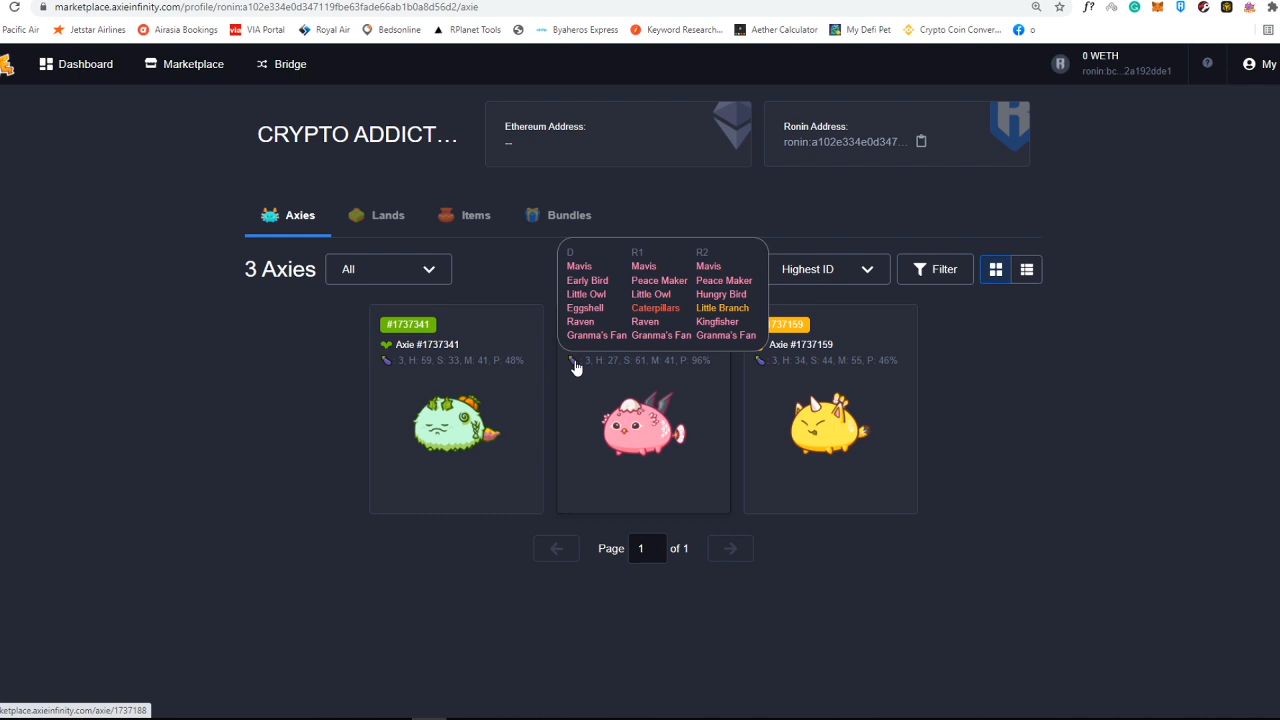 marketplace.axieinfinity.com/profile/ronin:a102e334e0d347119fbe63fade66ab1b0a8d56d2/axie
Pacific Air Jetstar Airlines Airasia Bookings VIA Portal Royal Air Bedsonline RPlanet Tools Byaheros Express Keyword Research... Aether Calculator My Defi Pet Crypto Coin Conver... o
Dashboard Marketplace Bridge 0 WETH ? My
ronin:bc...2a192dde1
CRYPTO ADDICT... Ethereum Address: Ronin Address:
-- ronin:a102e334e0d347...
Axies Lands Items Bundles
3 Axies All Highest ID Filter
D R1 R2
Mavis Mavis Mavis
Early Bird Peace Maker Peace Maker
Little Owl Little Owl Hungry Bird
Eggshell Caterpillars Little Branch
Raven Raven Kingfisher
Granma's Fan Granma's Fan Granma's Fan
#1737341 737159
Axie #1737341 Axie #1737159
: 3, H: 59, S: 33, M: 41, P: 48% : 3, H: 27, S: 61, M: 41, P: 96% : 3, H: 34, S: 44, M: 55, P: 46%
Page 1 of 1
ketplace.axieinfinity.com/axie/1737188